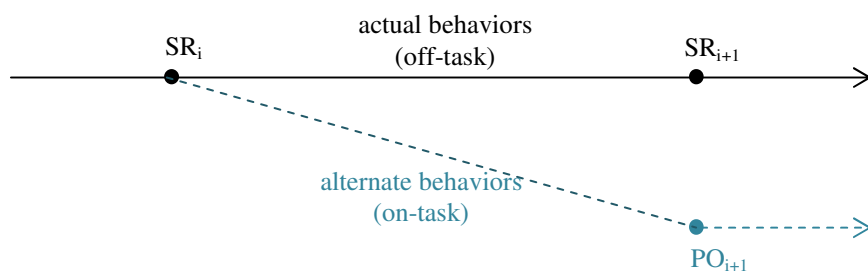 actual behaviors
(off-task)
SRᵢ
SRᵢ₊₁
alternate behaviors
(on-task)
POᵢ₊₁